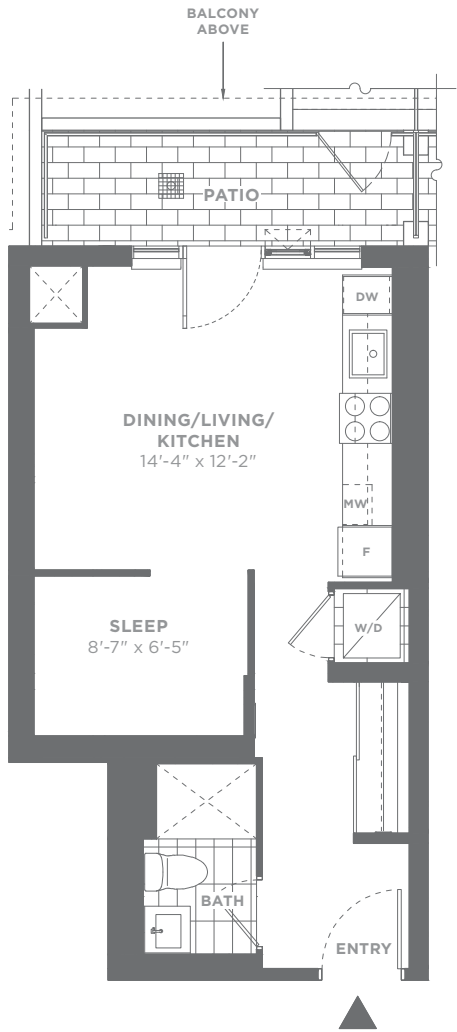 BALCONY
ABOVE
PATIO
DW
DINING/LIVING/
KITCHEN
14'-4" x 12'-2"
MW
F
SLEEP
8'-7" x 6'-5"
W/D
BATH
ENTRY